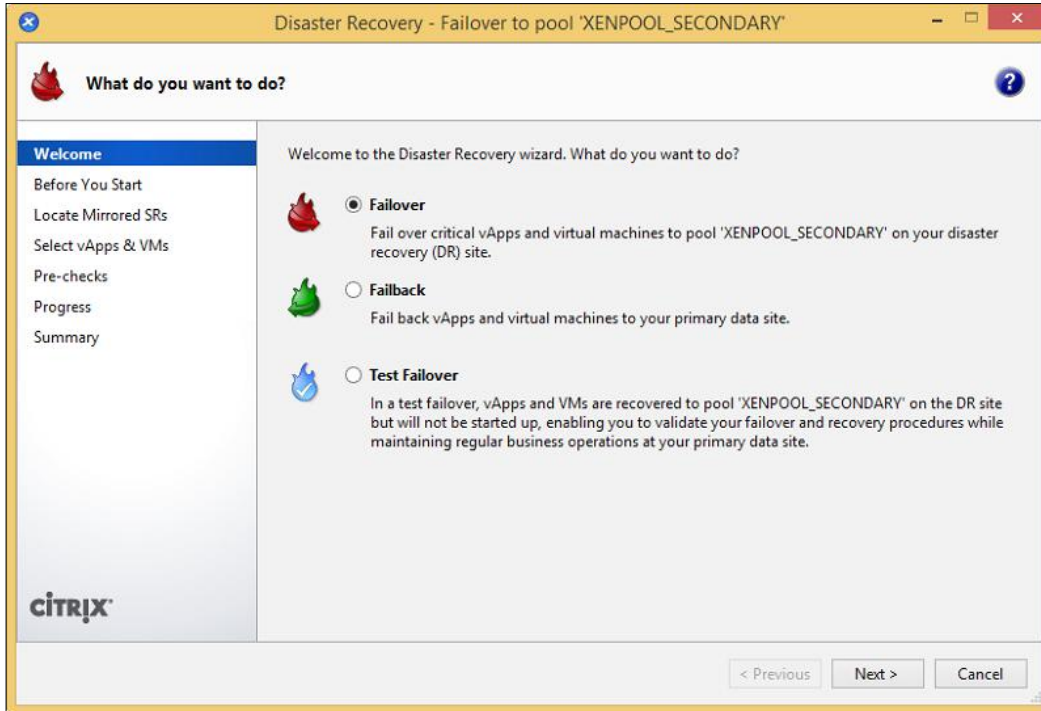 Disaster Recovery - Failover to pool 'XENPOOL_SECONDARY'
What do you want to do?
?
Welcome
Before You Start
Locate Mirrored SRs
Select vApps & VMs
Pre-checks
Progress
Summary
CİTRIX
Welcome to the Disaster Recovery wizard. What do you want to do?
Failover
Fail over critical vApps and virtual machines to pool 'XENPOOL_SECONDARY' on your disaster
recovery (DR) site.
Failback
Fail back vApps and virtual machines to your primary data site.
Test Failover
In a test failover, vApps and VMs are recovered to pool 'XENPOOL_SECONDARY' on the DR site
but will not be started up, enabling you to validate your failover and recovery procedures while
maintaining regular business operations at your primary data site.
< Previous
Next >
Cancel